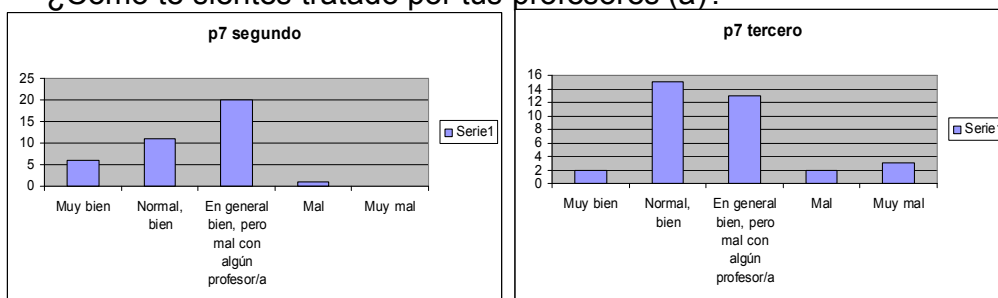 ¿Cómo te sientes tratado por tus profesores (a)?
p7 segundo
25
20
15
10
5
0
Muy bien
Normal,
bien
En general
bien, pero
mal con
algún
profesor/a
Mal
Muy mal
Serie1
p7 tercero
16
14
12
10
8
6
4
2
0
Muy bien
Normal,
bien
En general
bien, pero
mal con
algún
profesor/a
Mal
Muy mal
Serie1